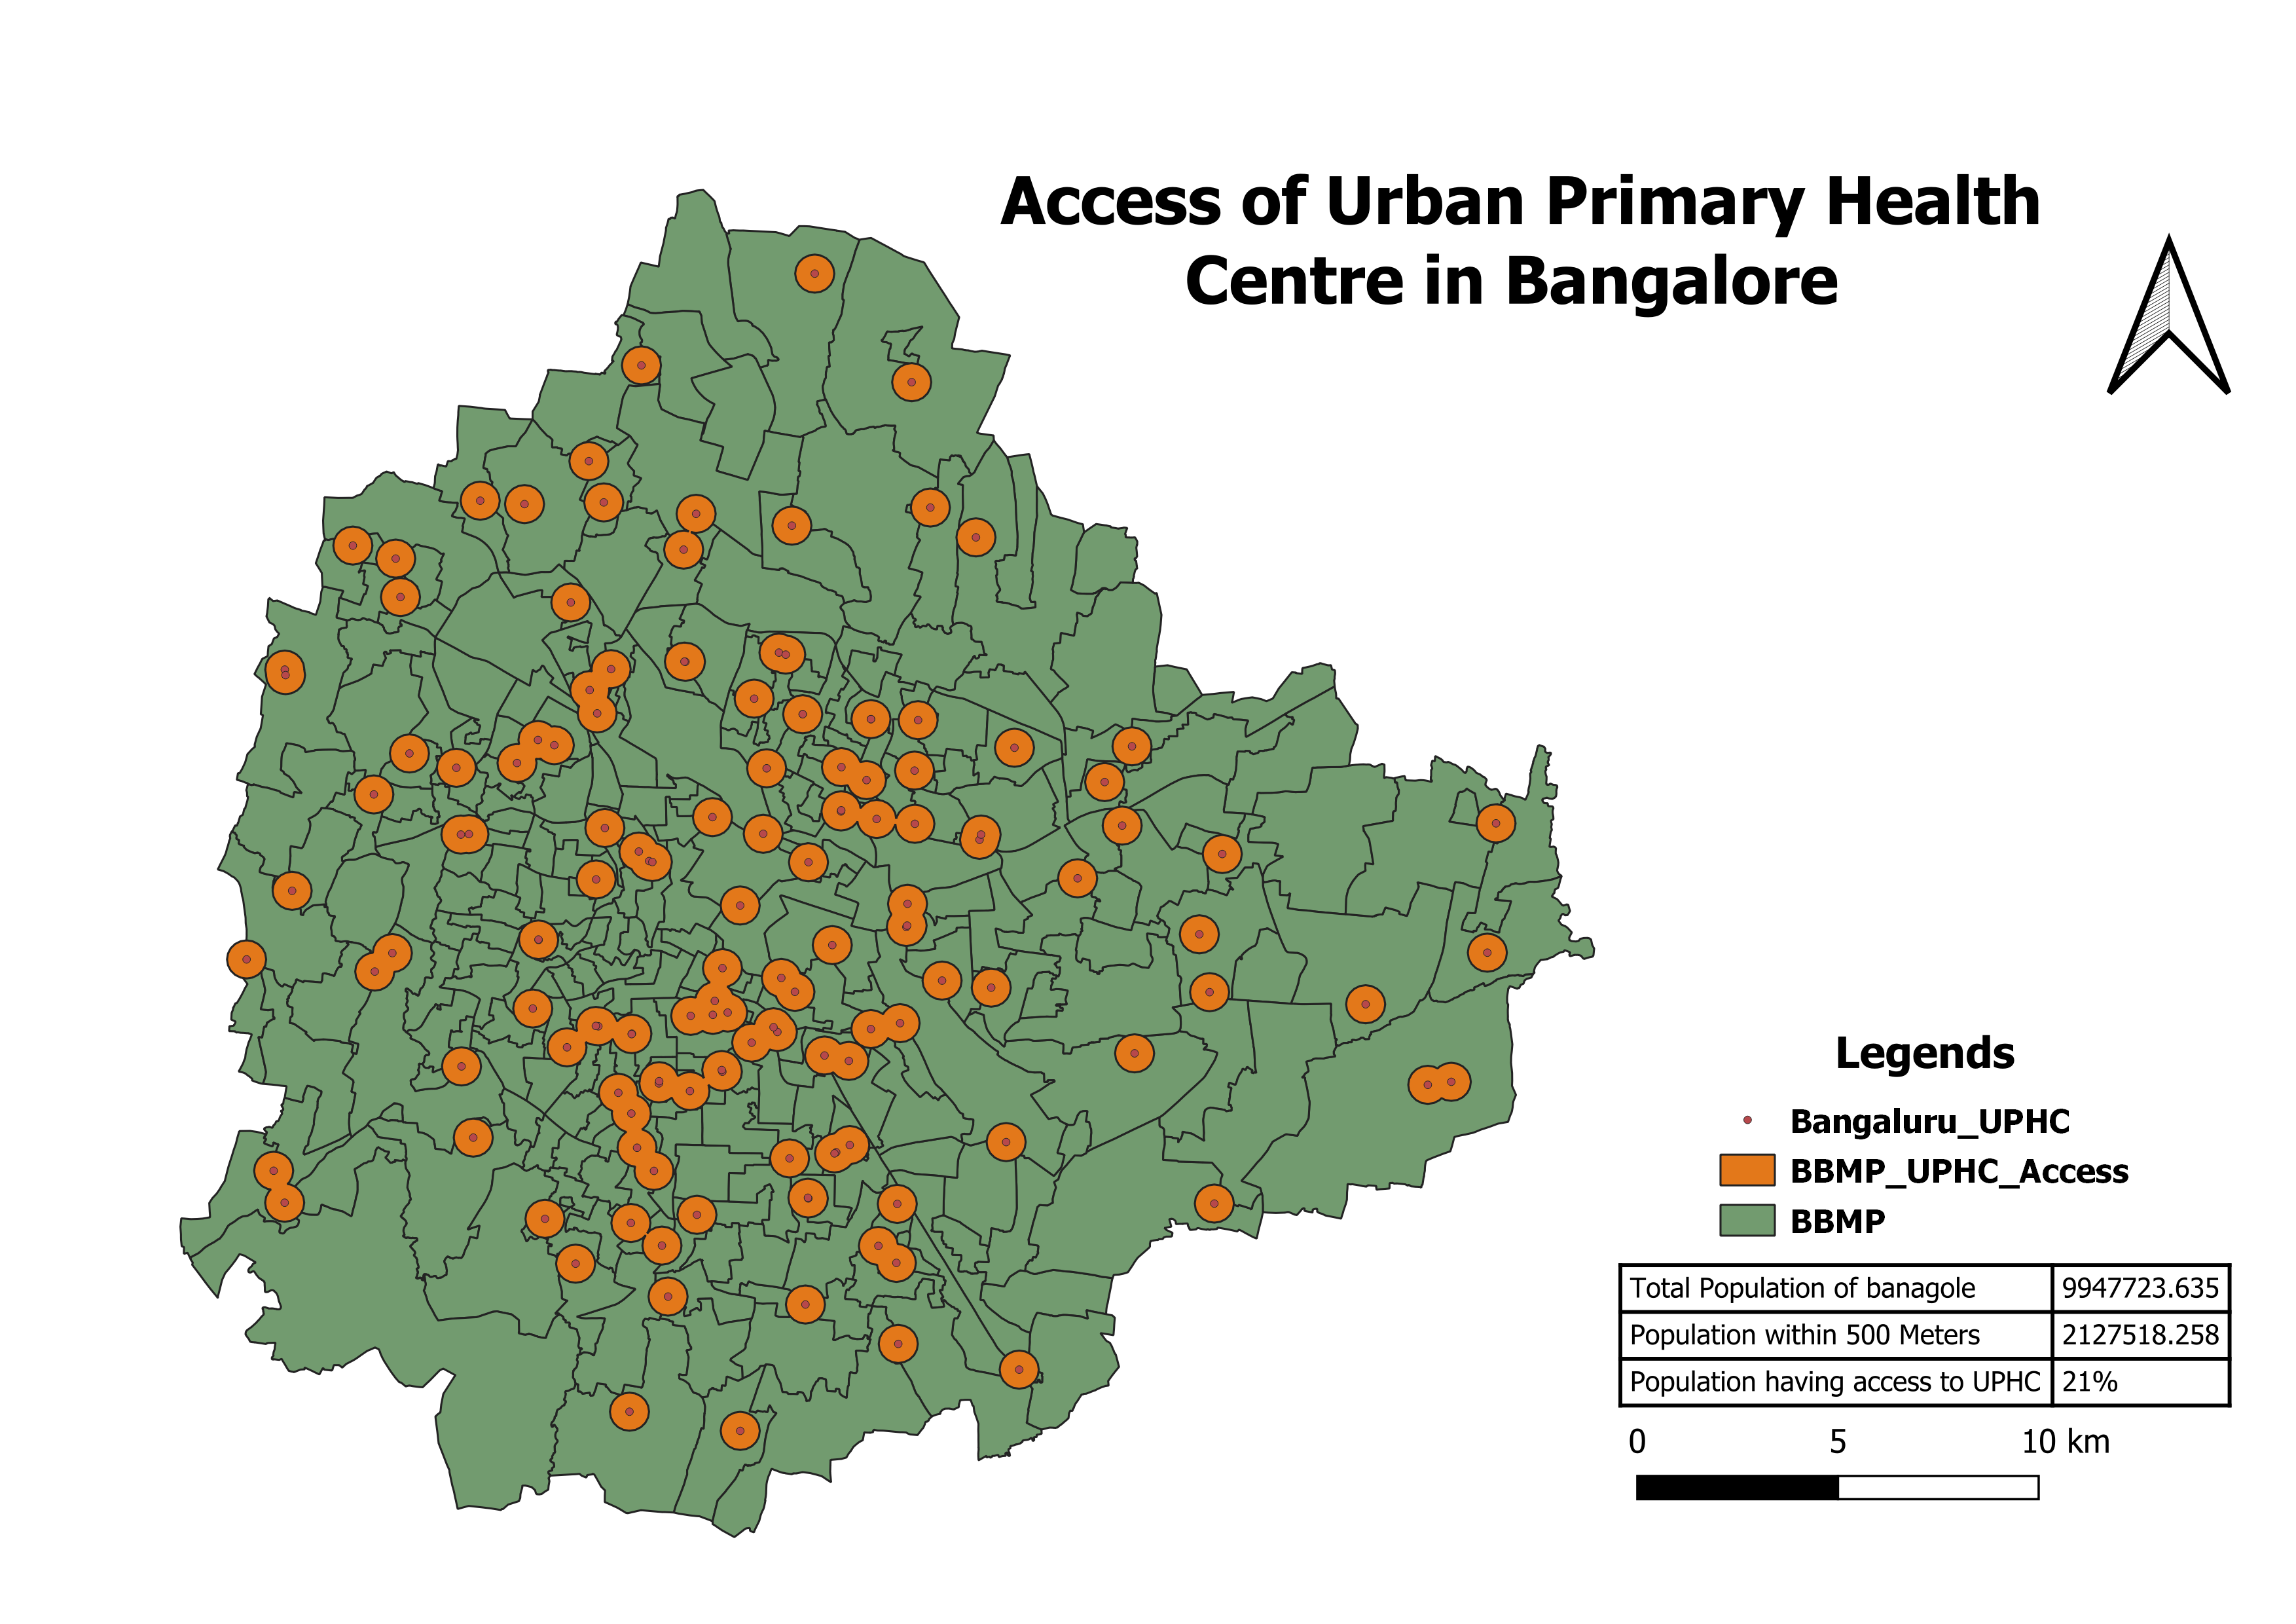 Access of Urban Primary Health
Centre in Bangalore
Legends
Bangaluru_UPHC
BBMP_UPHC_Access
BBMP
Total Population of banagole 9947723.635
Population within 500 Meters 2127518.258
Population having access to UPHC 21%
0 5 10 km